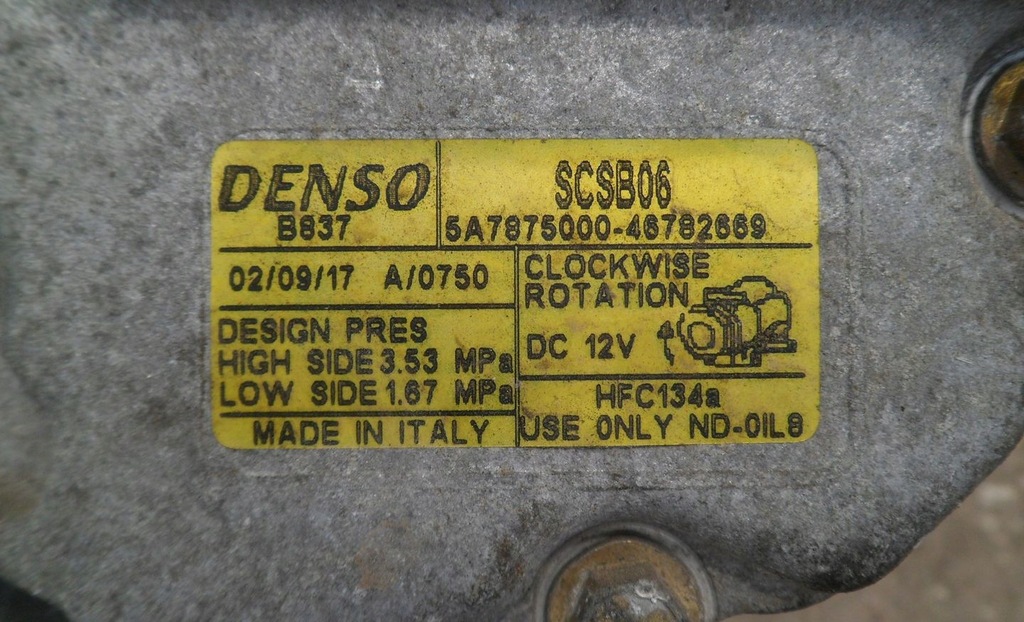 DENSO
B837
SCSB06
5A7875000-46782669
02/09/17 A/0750
DESIGN PRES
HIGH SIDE 3.53 MPa
LOW SIDE 1.67 MPa
MADE IN ITALY
CLOCKWISE
ROTATION
DC 12V
HFC134a
USE ONLY ND-OIL8